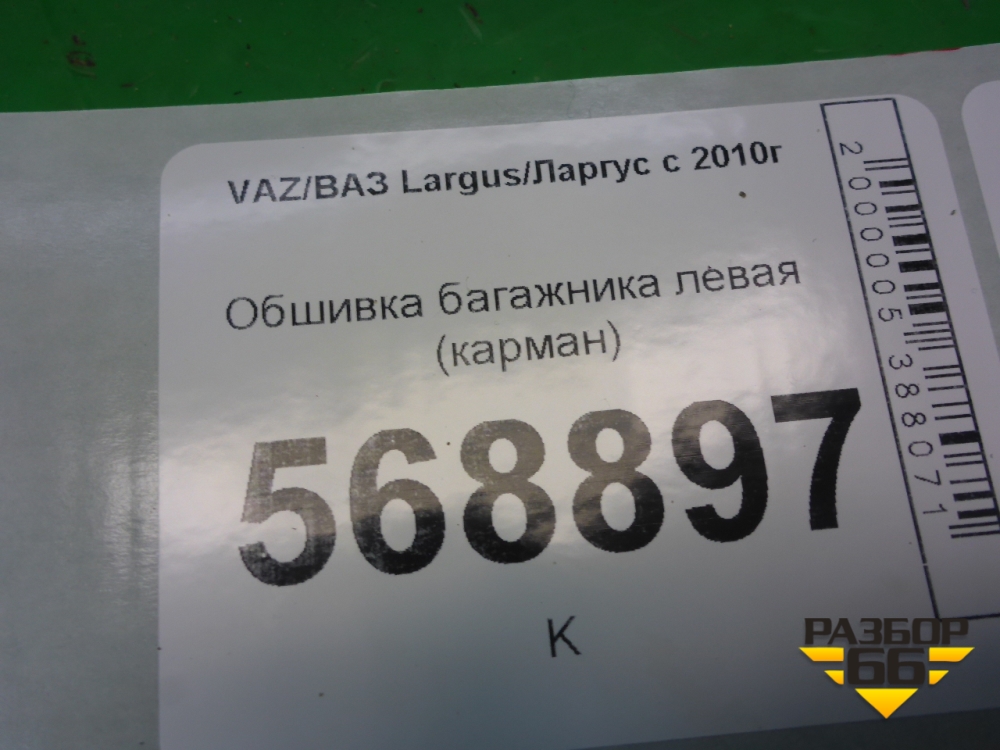 VAZ/ВАЗ Largus/Ларгус с 2010г
Обшивка багажника левая
(карман)
568897
К
2000005388071
РАЗБОР
66